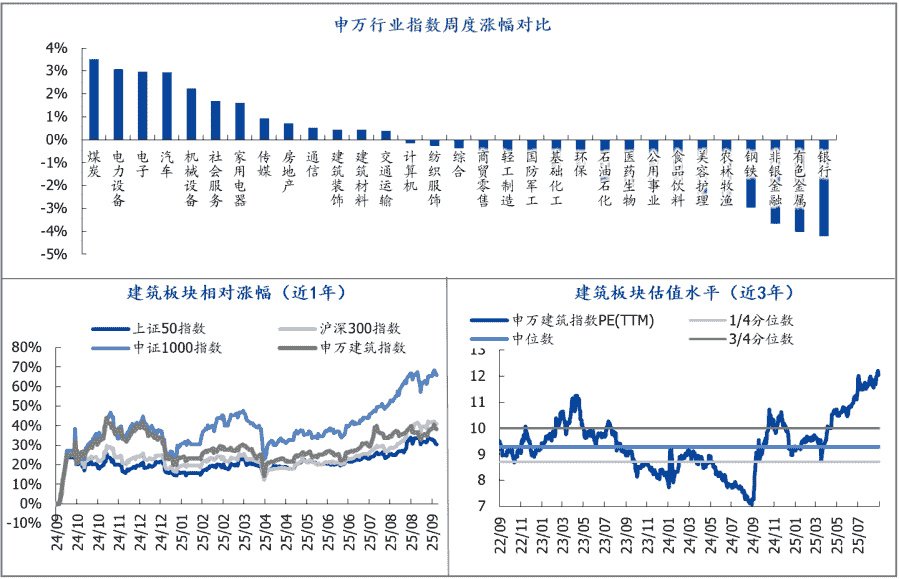 申万行业指数周度涨幅对比
4%
3%
2%
1%
0%
-1%
-2%
-3%
-4%
-5%
煤炭
电力设备
电子
汽车
机械设备
社会服务
家用电器
传媒
房地产
通信
建筑装饰
建筑材料
交通运输
计算机
纺织服饰
综合
商贸零售
轻工制造
国防军工
基础化工
环保
石油石化
医药生物
公用事业
食品饮料
美容护理
农林牧渔
钢铁
非银金融
有色金属
银行
建筑板块相对涨幅（近1年）
上证50指数 沪深300指数
中证1000指数 申万建筑指数
80%
70%
60%
50%
40%
30%
20%
10%
0%
-10%
24/09
24/10
24/11
24/12
25/01
25/02
25/03
25/04
25/05
25/06
25/07
25/08
25/09
建筑板块估值水平（近3年）
申万建筑指数PE(TTM) 1/4分位数
中位数 3/4分位数
13
12
11
10
9
8
7
22/09
22/11
23/01
23/03
23/05
23/07
23/09
23/11
24/01
24/03
24/05
24/07
24/09
24/11
25/01
25/03
25/05
25/07